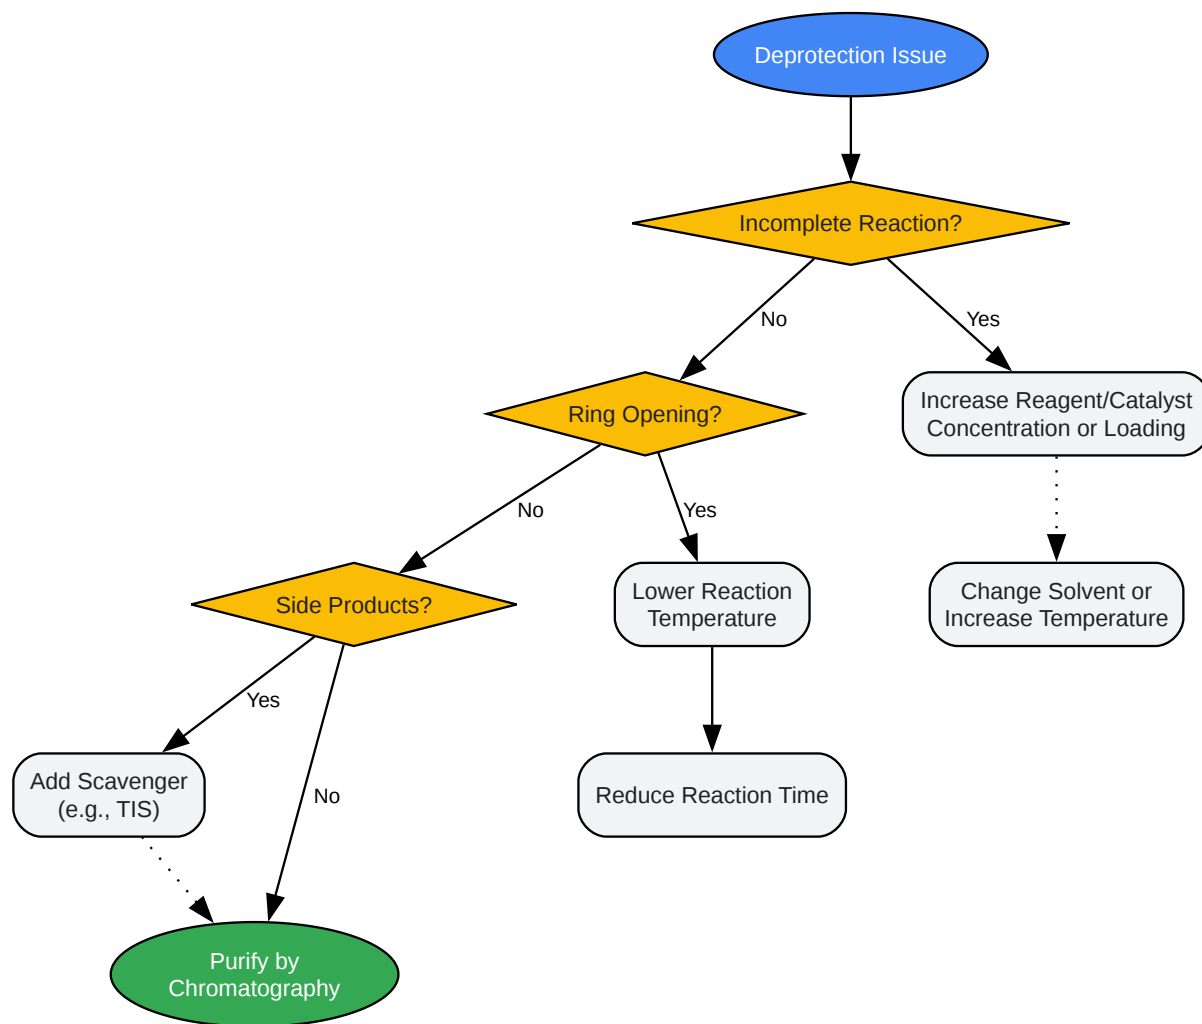 Deprotection Issue
Incomplete Reaction?
No
Yes
Ring Opening?
Increase Reagent/Catalyst
Concentration or Loading
No
Yes
Side Products?
Lower Reaction
Temperature
Change Solvent or
Increase Temperature
Yes
No
Add Scavenger
(e.g., TIS)
Reduce Reaction Time
Purify by
Chromatography